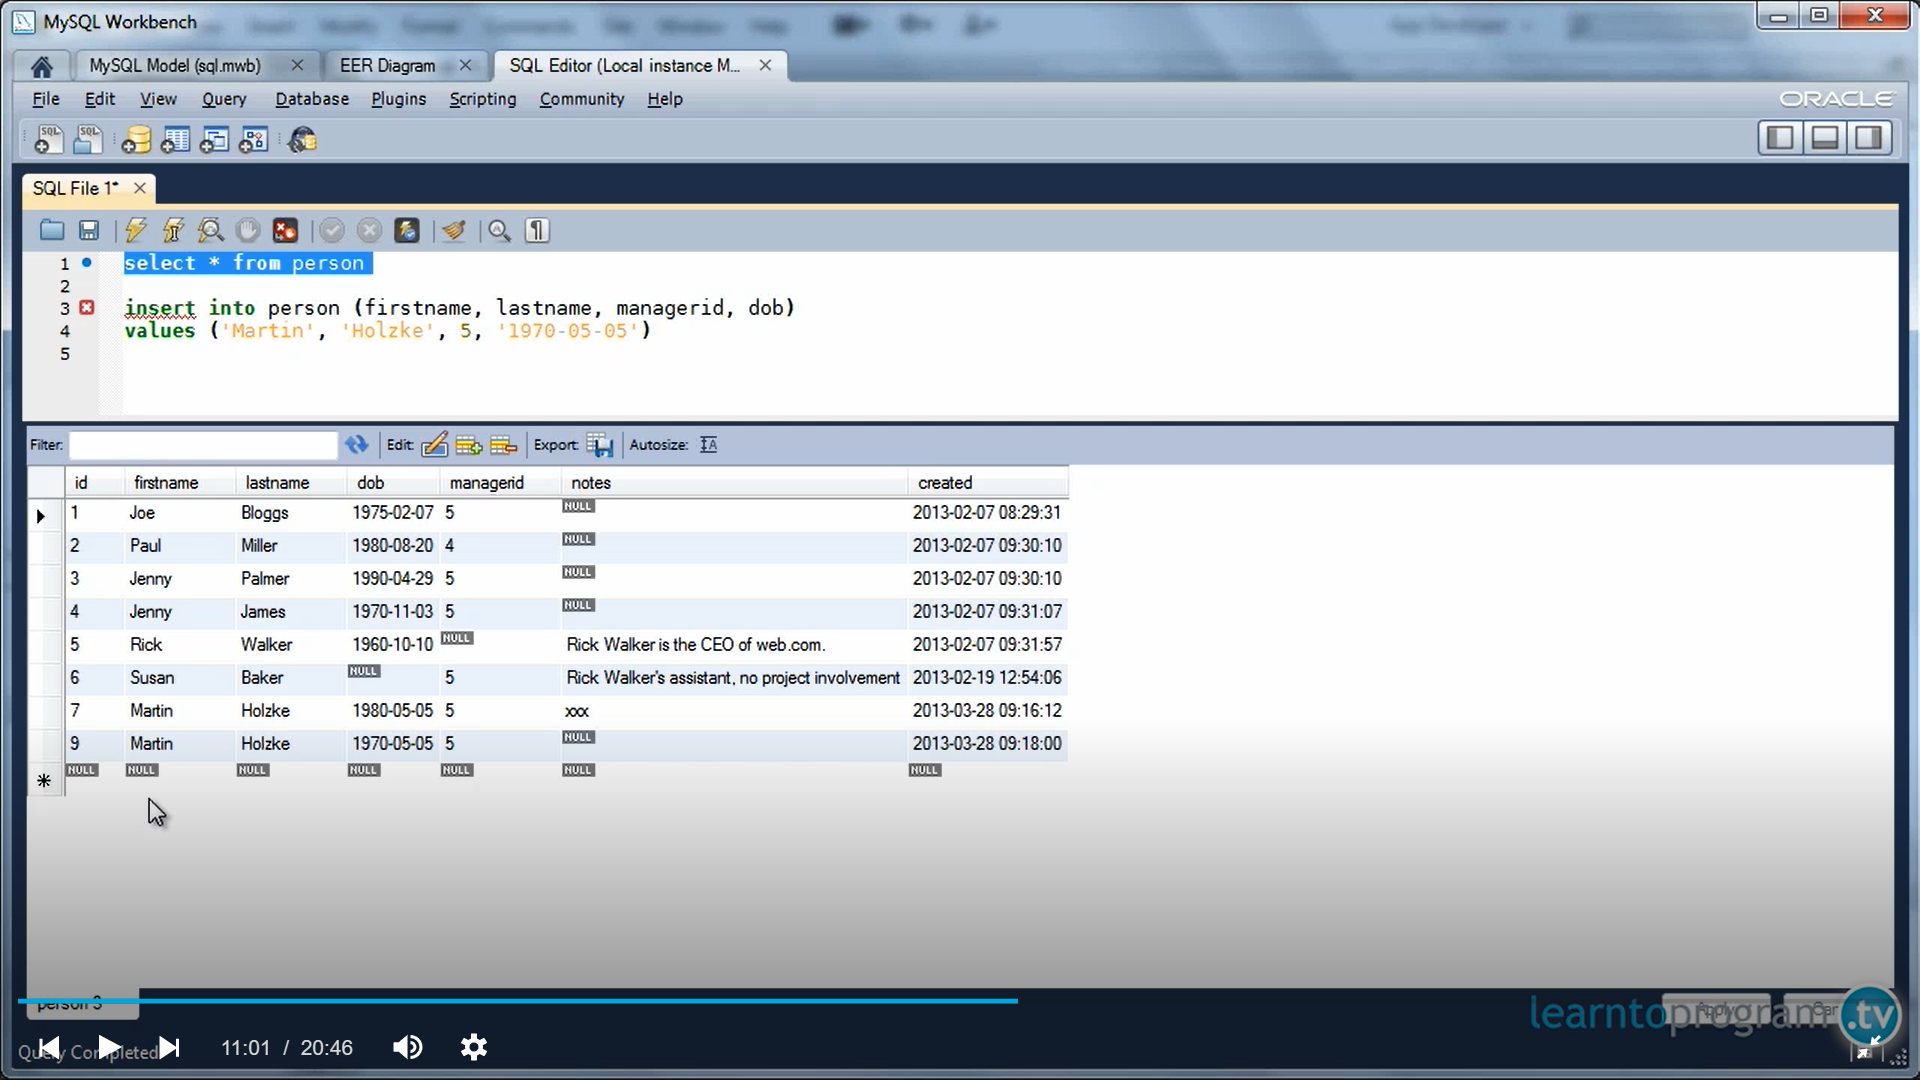 MySQL Workbench
MySQL Model (sql.mwb) EER Diagram SQL Editor (Local instance M...
File Edit View Query Database Plugins Scripting Community Help ORACLE
SQL File 1*
1 select * from person
2
3 insert into person (firstname, lastname, managerid, dob)
4 values ('Martin', 'Holzke', 5, '1970-05-05')
5
Filter: Edit: Export: Autosize:
id firstname lastname dob managerid notes created
1 Joe Bloggs 1975-02-07 5 NULL 2013-02-07 08:29:31
2 Paul Miller 1980-08-20 4 NULL 2013-02-07 09:30:10
3 Jenny Palmer 1990-04-29 5 NULL 2013-02-07 09:30:10
4 Jenny James 1970-11-03 5 NULL 2013-02-07 09:31:07
5 Rick Walker 1960-10-10 NULL Rick Walker is the CEO of web.com. 2013-02-07 09:31:57
6 Susan Baker NULL 5 Rick Walker's assistant, no project involvement 2013-02-19 12:54:06
7 Martin Holzke 1980-05-05 5 xxx 2013-03-28 09:16:12
9 Martin Holzke 1970-05-05 5 NULL 2013-03-28 09:18:00
NULL NULL NULL NULL NULL NULL NULL
person 3
learntoprogram.tv
Apply
Query Completed
11:01 / 20:46